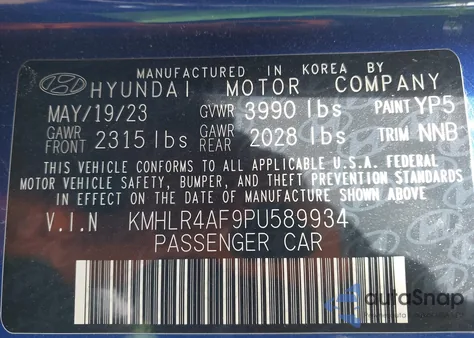 MANUFACTURED IN KOREA BY
HYUNDAI MOTOR COMPANY
MAY/19/23 GVWR 3990 lbs PAINT YP5
GAWR FRONT 2315 lbs GAWR REAR 2028 lbs TRIM NNB
THIS VEHICLE CONFORMS TO ALL APPLICABLE U.S.A. FEDERAL
MOTOR VEHICLE SAFETY, BUMPER, AND THEFT PREVENTION STANDARDS
IN EFFECT ON THE DATE OF MANUFACTURE SHOWN ABOVE.
V.I.N KMHLR4AF9PU589934
PASSENGER CAR
autoSnap